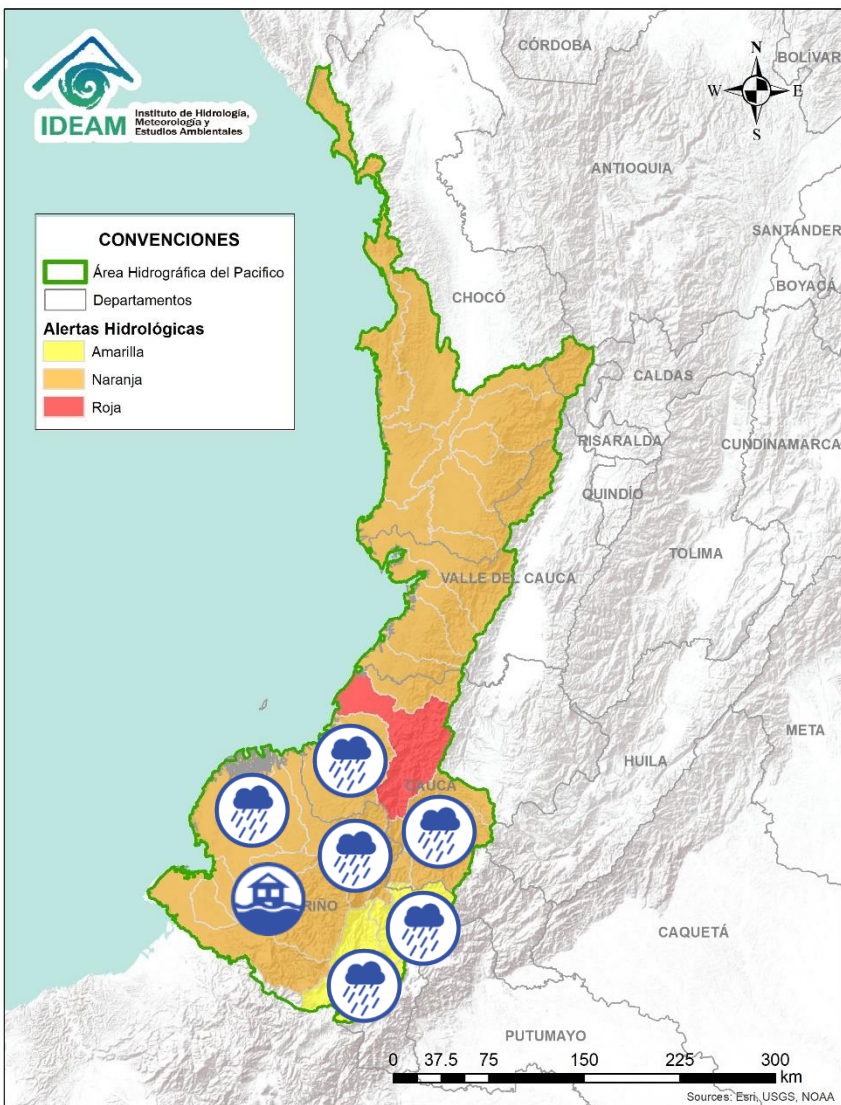 IDEAM
Instituto de Hidrología,
Meteorología y
Estudios Ambientales
CÓRDOBA
BOLÍVAR
N
W
E
S
ANTIOQUIA
SANTANDER
BOYACÁ
CONVENCIONES
Área Hidrográfica del Pacifico
Departamentos
Alertas Hidrológicas
Amarilla
Naranja
Roja
CHOCÓ
CALDAS
RISARALDA
CUNDINAMARCA
QUINDÍO
TOLIMA
VALLE DEL CAUCA
META
HUILA
CAUCA
RIÑO
CAQUETÁ
PUTUMAYO
0 37.5 75 150 225 300
km
Sources: Esri, USGS, NOAA